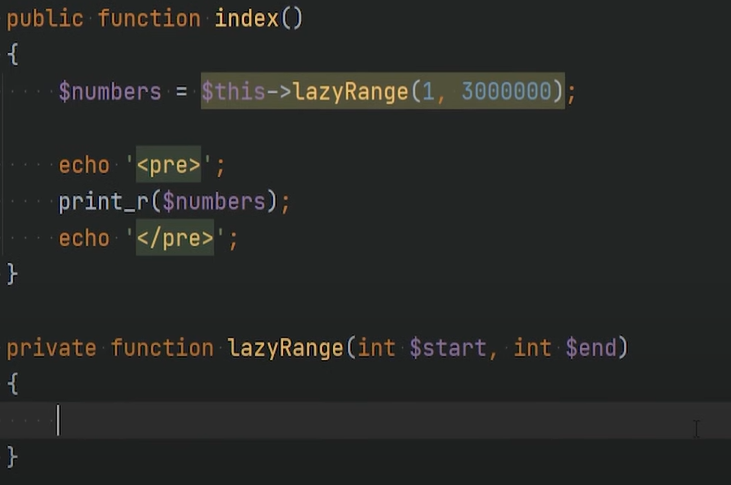 public function index()
{
    $numbers = $this->lazyRange(1, 3000000);
    echo '<pre>';
    print_r($numbers);
    echo '</pre>';
}
private function lazyRange(int $start, int $end)
{
}